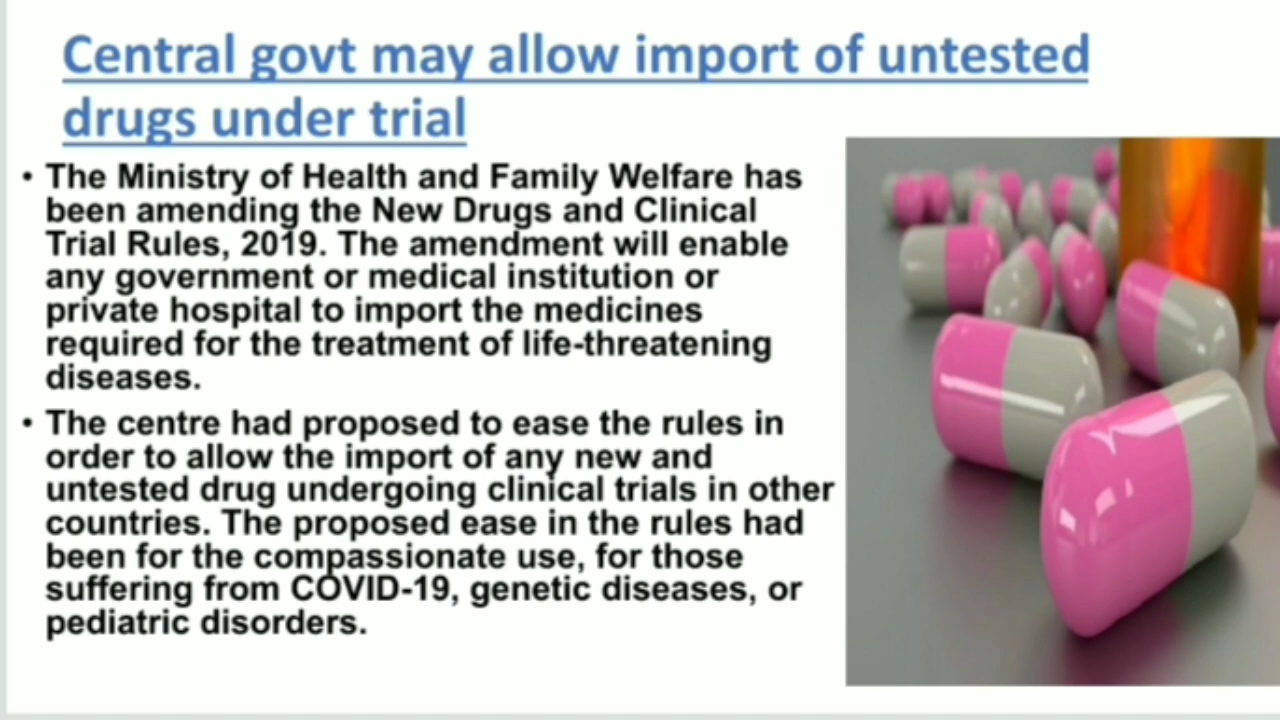 Central govt may allow import of untested
drugs under trial
• The Ministry of Health and Family Welfare has
been amending the New Drugs and Clinical
Trial Rules, 2019. The amendment will enable
any government or medical institution or
private hospital to import the medicines
required for the treatment of life-threatening
diseases.
• The centre had proposed to ease the rules in
order to allow the import of any new and
untested drug undergoing clinical trials in other
countries. The proposed ease in the rules had
been for the compassionate use, for those
suffering from COVID-19, genetic diseases, or
pediatric disorders.